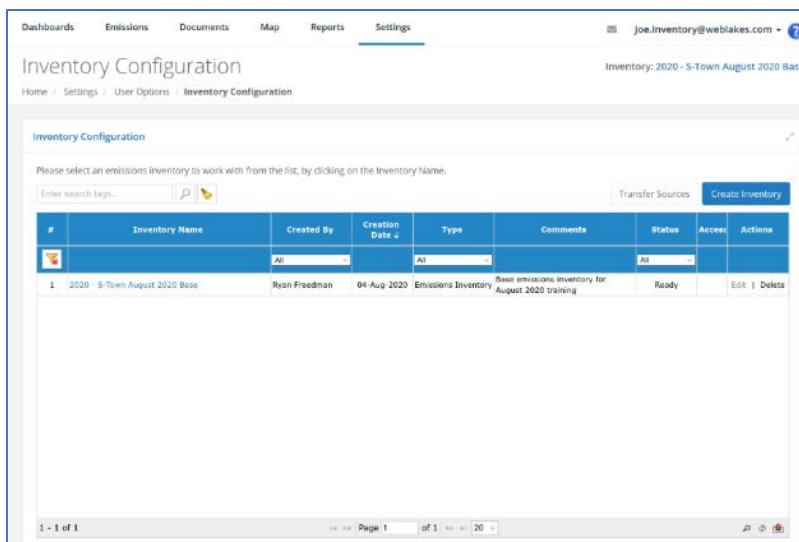 Dashboards Emissions Documents Map Reports Settings Joe.Inventory@weblakes.com ?
Inventory Configuration Inventory: 2020 - S-Town August 2020 Bas
Home / Settings / User Options / Inventory Configuration
Inventory Configuration
Please select an emissions inventory to work with from the list, by clicking on the Inventory Name.
Enter search tags... Transfer Sources Create Inventory
# Inventory Name Created By Creation Date Type Comments Status Access Actions
All All All
1 2020 - S-Town August 2020 Base Ryan Freedman 04-Aug-2020 Emissions Inventory Base emissions inventory for August 2020 training Ready Edit | Delete
1 - 1 of 1 Page 1 of 1 20